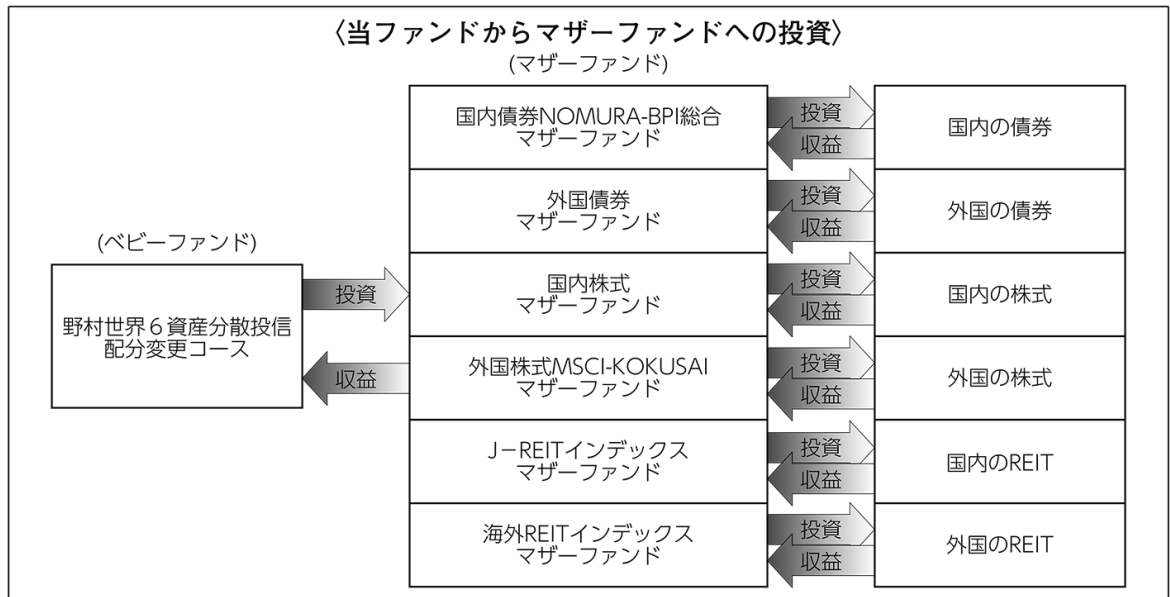 〈当ファンドからマザーファンドへの投資〉
(マザーファンド)
国内債券NOMURA-BPI総合
マザーファンド
投資
収益
国内の債券
外国債券
マザーファンド
投資
収益
外国の債券
(ベビーファンド)
野村世界６資産分散投信
配分変更コース
投資
収益
国内株式
マザーファンド
投資
収益
国内の株式
外国株式MSCI-KOKUSAI
マザーファンド
投資
収益
外国の株式
J－REITインデックス
マザーファンド
投資
収益
国内のREIT
海外REITインデックス
マザーファンド
投資
収益
外国のREIT